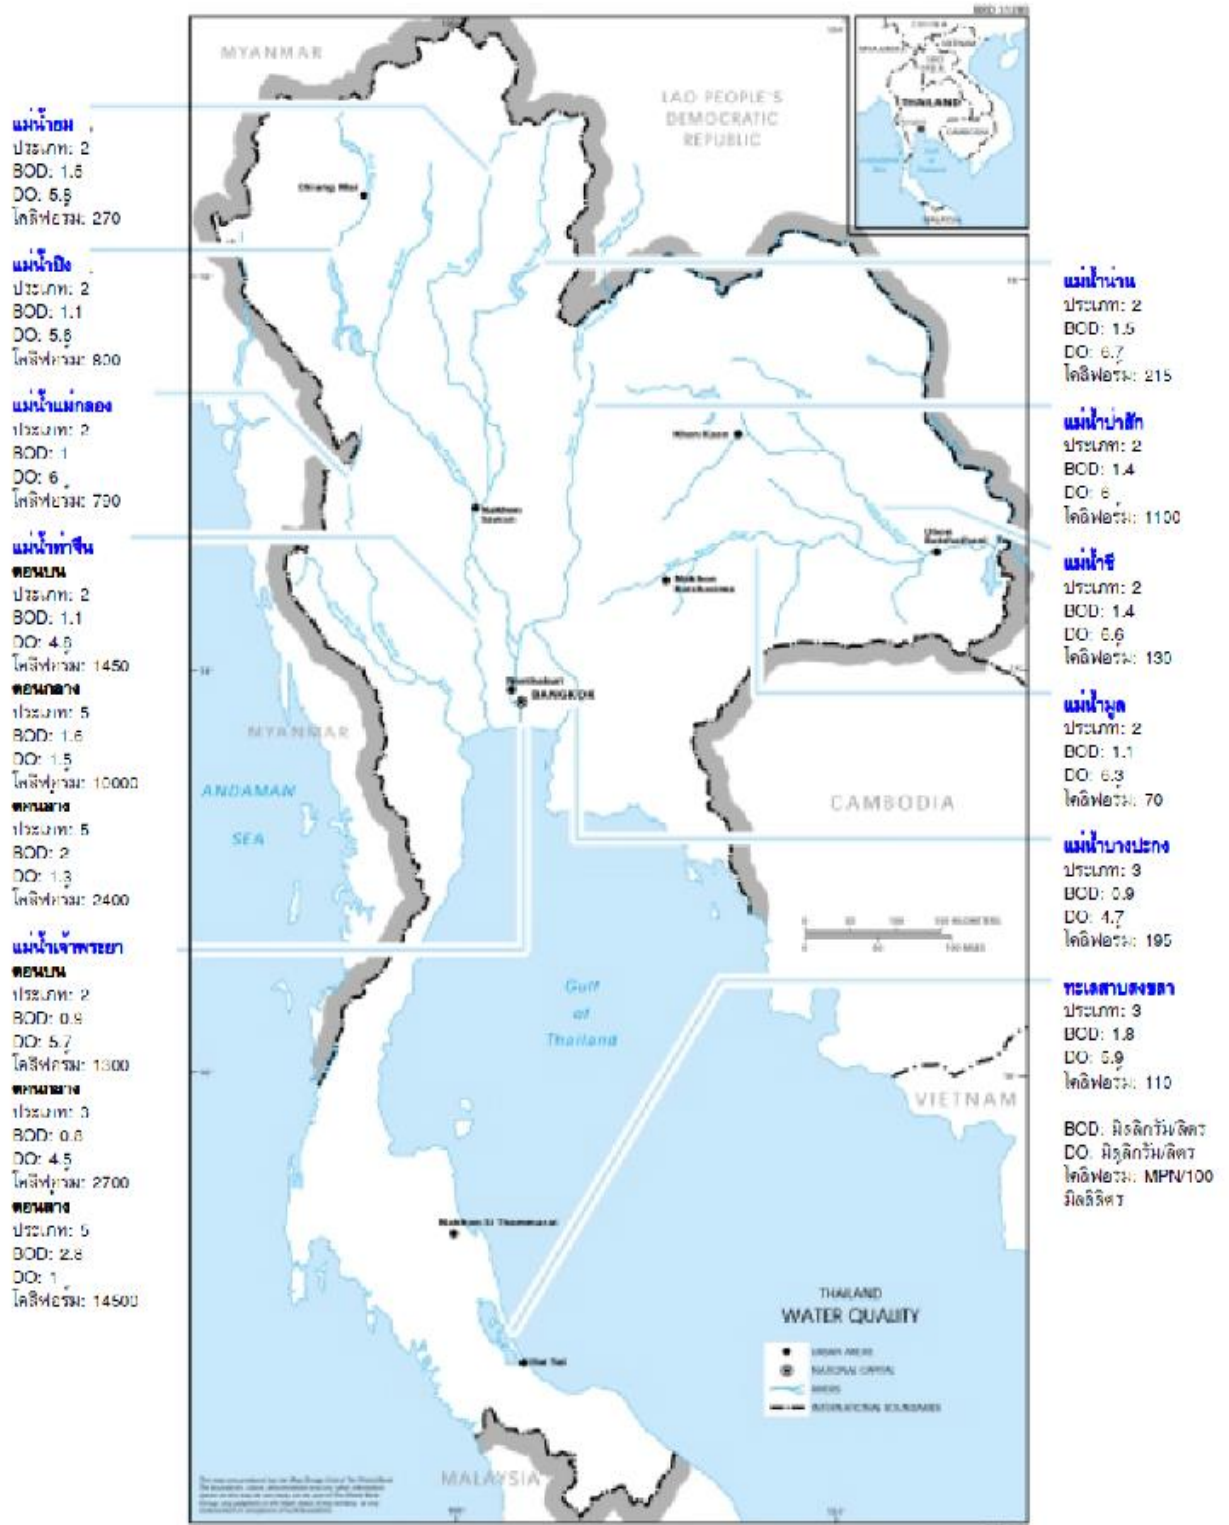 MYANMAR
LAO PEOPLE'S
DEMOCRATIC
REPUBLIC
THAILAND
CAMBODIA
แม่น้ำยม
ประเภท: 2
BOD: 1.5
DO: 5.8
โคลิฟอร์ม: 270
แม่น้ำปิง
ประเภท: 2
BOD: 1.1
DO: 5.6
โคลิฟอร์ม: 800
แม่น้ำแม่กลอง
ประเภท: 2
BOD: 1
DO: 6
โคลิฟอร์ม: 790
แม่น้ำท่าจีน
ตอนบน
ประเภท: 2
BOD: 1.1
DO: 4.8
โคลิฟอร์ม: 1450
ตอนกลาง
ประเภท: 5
BOD: 1.6
DO: 1.5
โคลิฟอร์ม: 10000
ตอนล่าง
ประเภท: 5
BOD: 2
DO: 1.3
โคลิฟอร์ม: 2400
แม่น้ำเจ้าพระยา
ตอนบน
ประเภท: 2
BOD: 0.9
DO: 5.7
โคลิฟอร์ม: 1300
ตอนกลาง
ประเภท: 3
BOD: 0.8
DO: 4.5
โคลิฟอร์ม: 2700
ตอนล่าง
ประเภท: 5
BOD: 2.8
DO: 1
โคลิฟอร์ม: 14500
Chiang Mai
Khon Kaen
Nakhon
Sawan
Ubon
Ratchathani
Nakhon
Ratchasima
Nonthaburi
BANGKOK
MYANMAR
ANDAMAN
SEA
CAMBODIA
Gulf
of
Thailand
VIETNAM
Nakhon Si Thammarat
Hat Yai
MALAYSIA
แม่น้ำน่าน
ประเภท: 2
BOD: 1.5
DO: 6.7
โคลิฟอร์ม: 215
แม่น้ำป่าสัก
ประเภท: 2
BOD: 1.4
DO: 6
โคลิฟอร์ม: 1100
แม่น้ำชี
ประเภท: 2
BOD: 1.4
DO: 6.6
โคลิฟอร์ม: 130
แม่น้ำมูล
ประเภท: 2
BOD: 1.1
DO: 6.3
โคลิฟอร์ม: 70
แม่น้ำบางปะกง
ประเภท: 3
BOD: 0.9
DO: 4.7
โคลิฟอร์ม: 195
ทะเลสาบสงขลา
ประเภท: 3
BOD: 1.8
DO: 5.9
โคลิฟอร์ม: 110
BOD: มิลลิกรัม/ลิตร
DO: มิลลิกรัม/ลิตร
โคลิฟอร์ม: MPN/100
มิลลิลิตร
THAILAND
WATER QUALITY
URBAN AREAS
NATIONAL CAPITAL
RIVERS
INTERNATIONAL BOUNDARIES